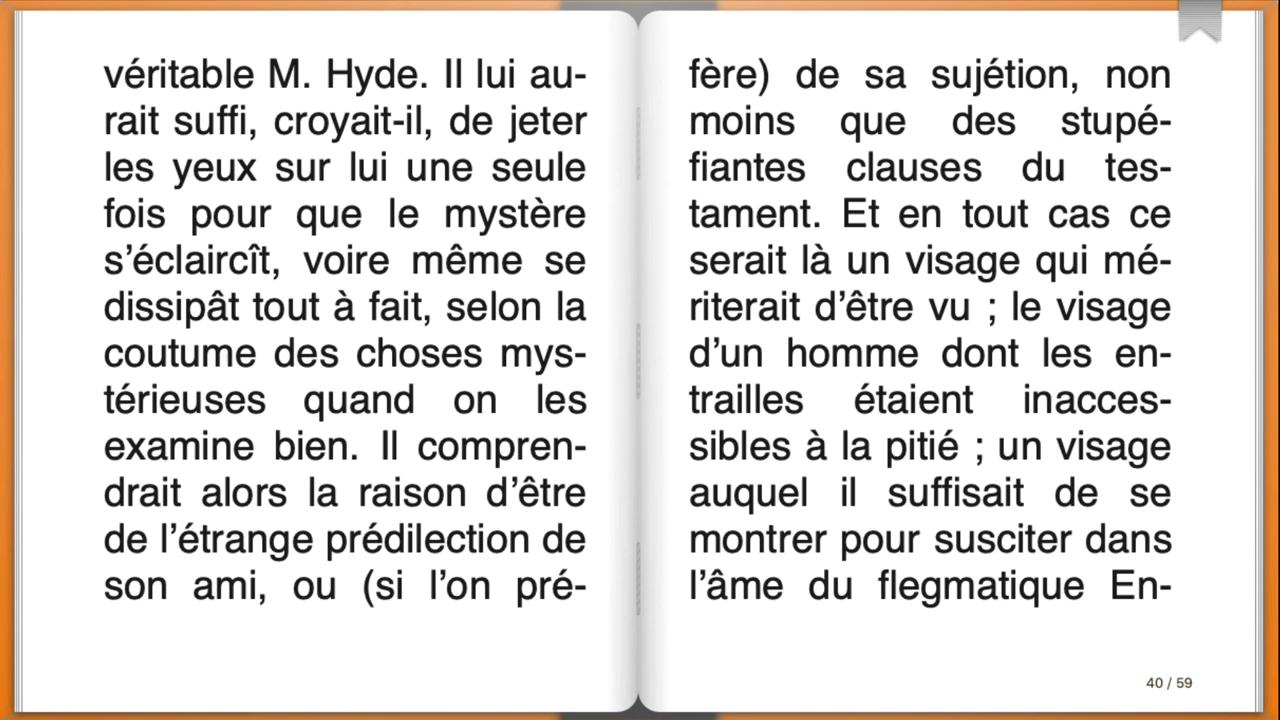 véritable M. Hyde. Il lui au-
rait suffi, croyait-il, de jeter
les yeux sur lui une seule
fois pour que le mystère
s’éclaircît, voire même se
dissipât tout à fait, selon la
coutume des choses mys-
térieuses quand on les
examine bien. Il compren-
drait alors la raison d’être
de l’étrange prédilection de
son ami, ou (si l’on pré-
fère) de sa sujétion, non
moins que des stupé-
fiantes clauses du tes-
tament. Et en tout cas ce
serait là un visage qui mé-
riterait d’être vu ; le visage
d’un homme dont les en-
trailles étaient inacces-
sibles à la pitié ; un visage
auquel il suffisait de se
montrer pour susciter dans
l’âme du flegmatique En-
40 / 59